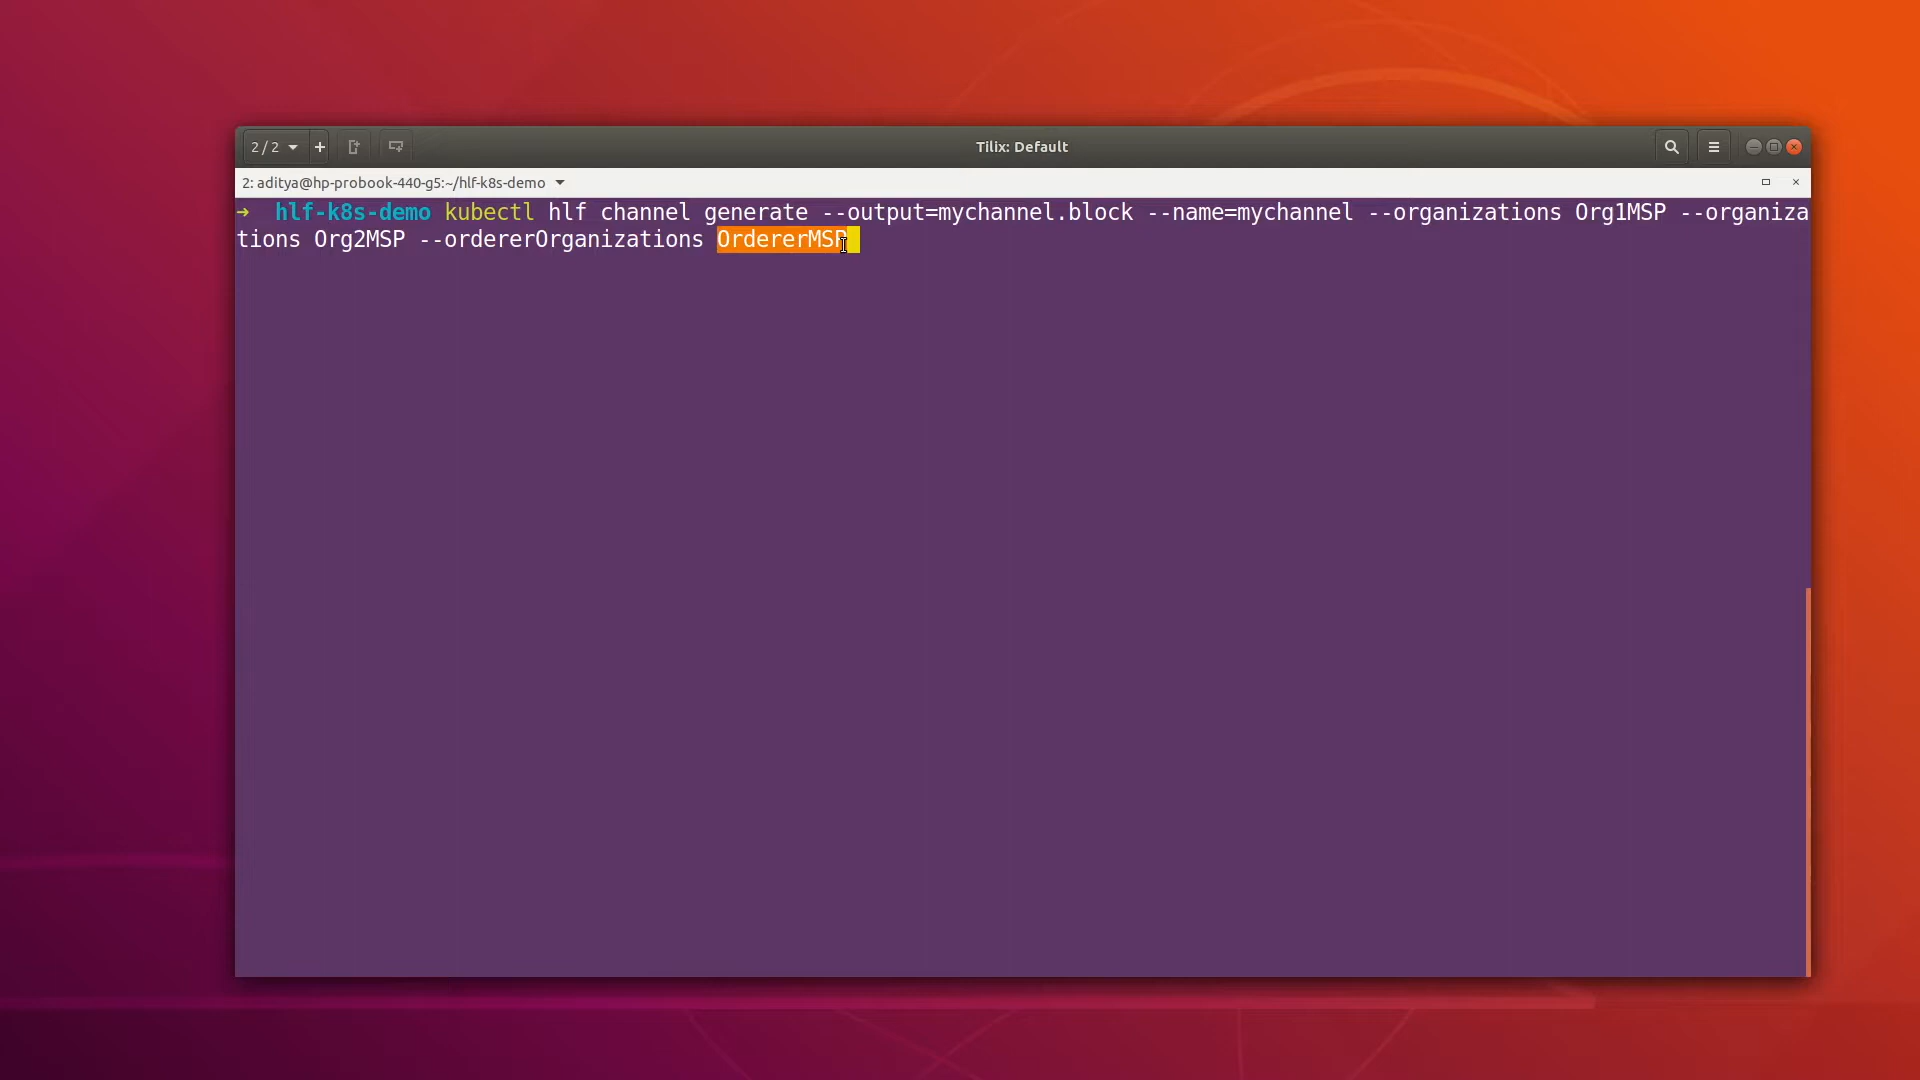 2 / 2
Tilix: Default
2: aditya@hp-probook-440-g5:~/hlf-k8s-demo
➜ hlf-k8s-demo kubectl hlf channel generate --output=mychannel.block --name=mychannel --organizations Org1MSP --organiza
tions Org2MSP --ordererOrganizations OrdererMSP